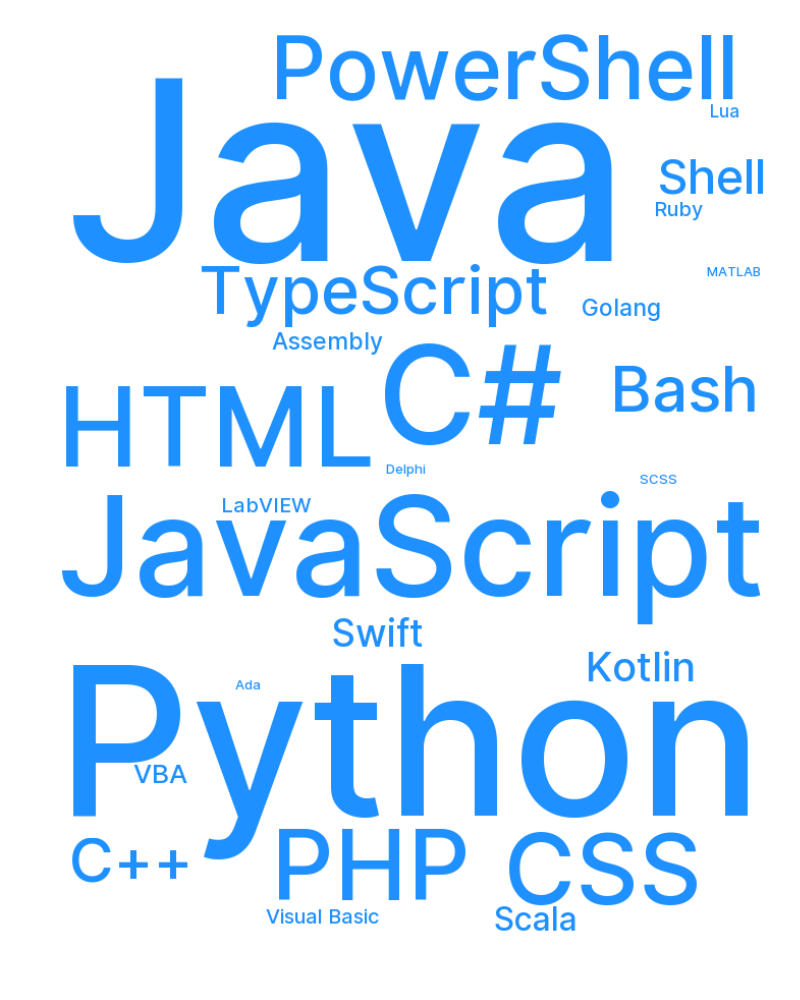 PowerShell
Java
Lua
Shell
Ruby
TypeScript
MATLAB
Golang
Assembly
C#
Bash
HTML
Delphi
SCSS
LabVIEW
JavaScript
Swift
Kotlin
Python
Ada
VBA
C++
PHP
CSS
Visual Basic
Scala